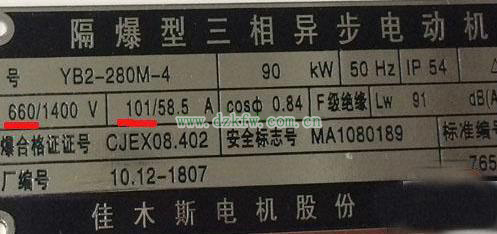 隔爆型三相异步电动机
号 YB2-280M-4 90 kW 50 Hz IP 54 △
660/1400 V 101/58.5 A cosφ 0.84 F级绝缘 Lw 91 dB(A
www.dzkfw.com.cn
爆合格证证号 CJEX08.402 安全标志号 MA1080189 标准编号
厂编号 10.12-1807 765
佳木斯电机股份